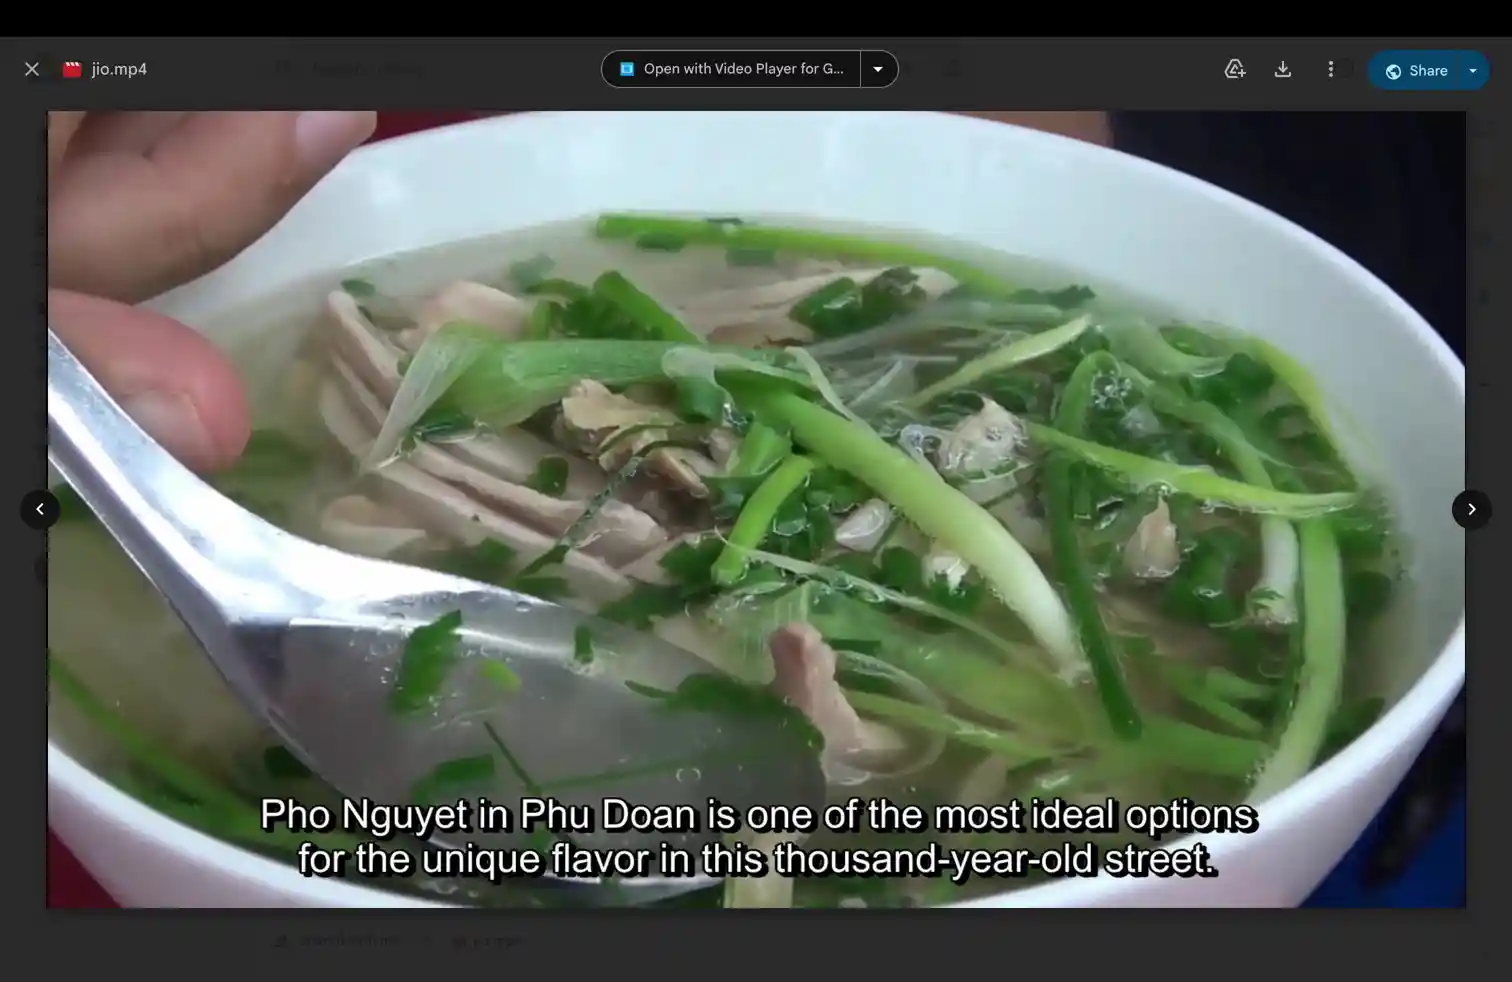 jio.mp4
Open with Video Player for G...
Share
Pho Nguyet in Phu Doan is one of the most ideal options
for the unique flavor in this thousand-year-old street.